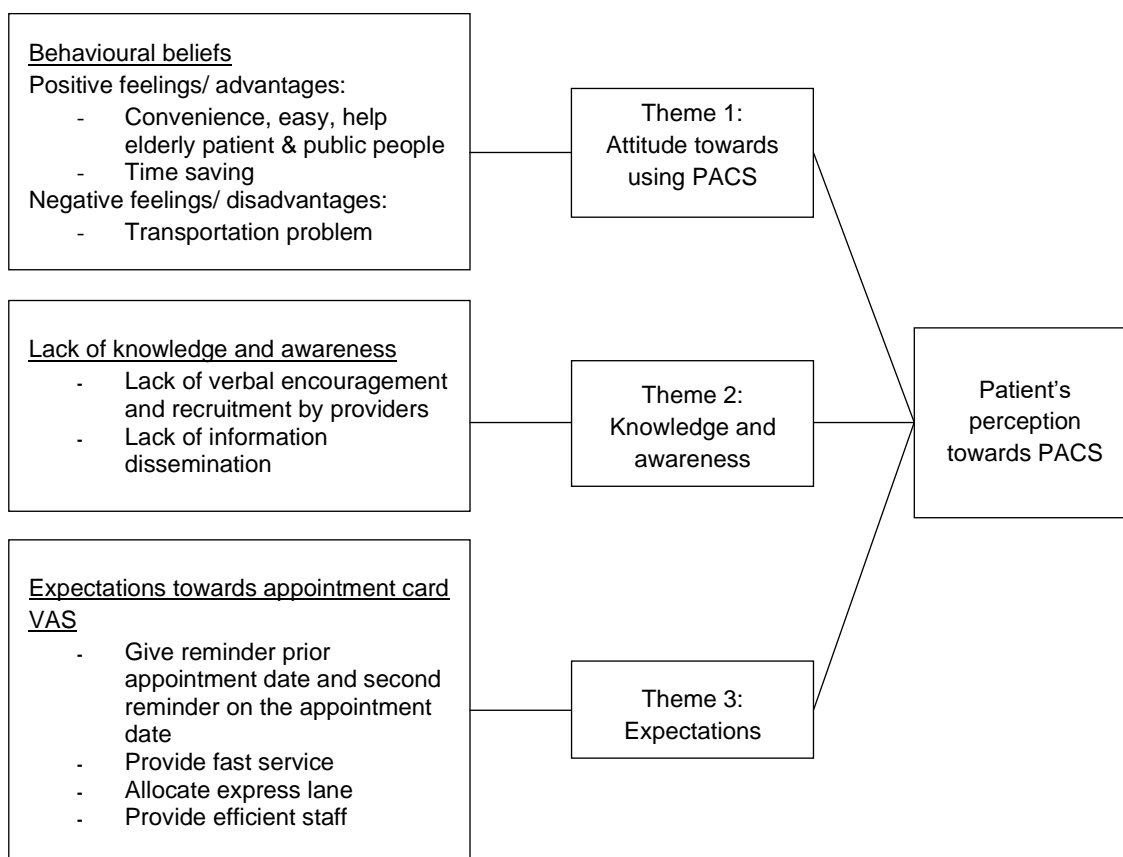 Behavioural beliefs
Positive feelings/ advantages:
- Convenience, easy, help
elderly patient & public people
- Time saving
Negative feelings/ disadvantages:
- Transportation problem
Theme 1:
Attitude towards
using PACS
Lack of knowledge and awareness
- Lack of verbal encouragement
and recruitment by providers
- Lack of information
dissemination
Theme 2:
Knowledge and
awareness
Patient's
perception
towards PACS
Expectations towards appointment card
VAS
- Give reminder prior
appointment date and second
reminder on the appointment
date
- Provide fast service
- Allocate express lane
- Provide efficient staff
Theme 3:
Expectations